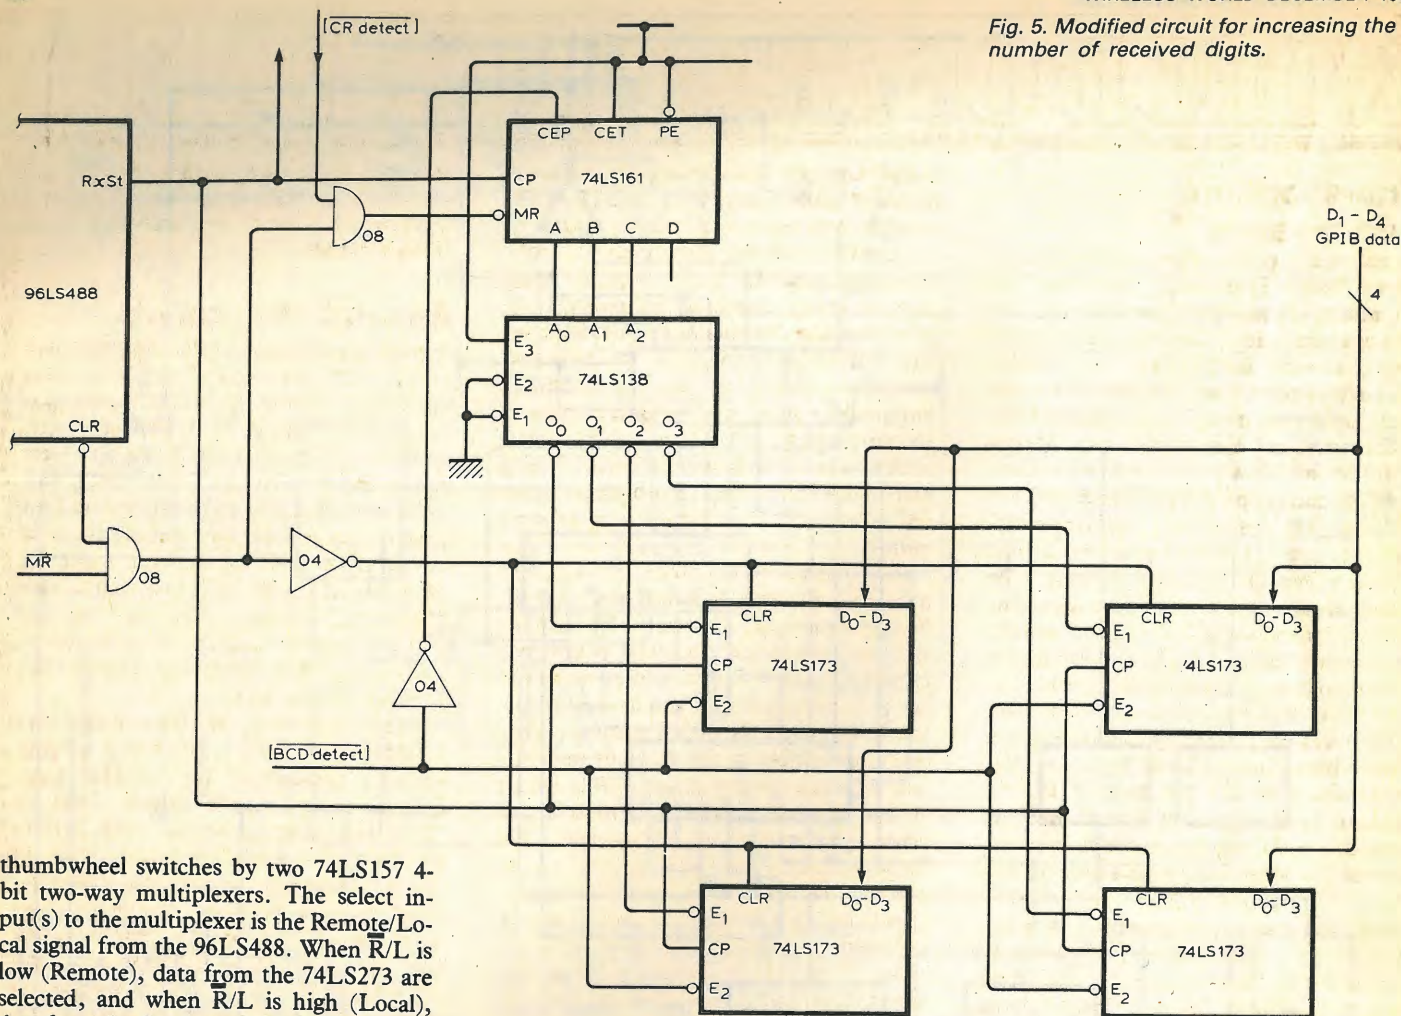 Fig. 5. Modified circuit for increasing the
number of received digits.
[CR detect]
CEP CET PE
RxSt
CP 74LS161
MR
A B C D
08
96LS488
D1 – D4
GPIB data
4
A0 A1 A2
E3
74LS138
E2
E1
O0 O1 O2 O3
CLR
MR
08
04
CLR D0-D3
E1
CP 74LS173
E2
CLR D0-D3
E1
CP '4LS173
E2
04
[BCD detect]
CLR D0-D3
E1
CP 74LS173
E2
CLR D0-D3
E1
CP 74LS173
E2
thumbwheel switches by two 74LS157 4-
bit two-way multiplexers. The select in-
put(s) to the multiplexer is the Remote/Lo-
cal signal from the 96LS488. When R̅/L is
low (Remote), data from the 74LS273 are
selected, and when R̅/L is high (Local),